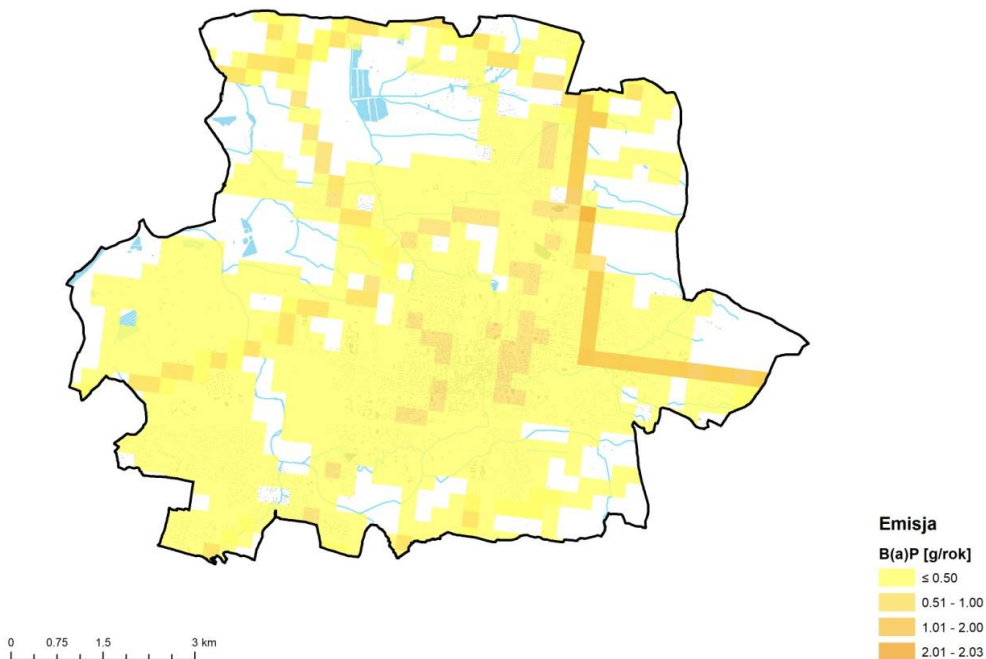 Emisja
B(a)P [g/rok]
≤ 0.50
0.51 - 1.00
1.01 - 2.00
2.01 - 2.03
0 0.75 1.5 3 km